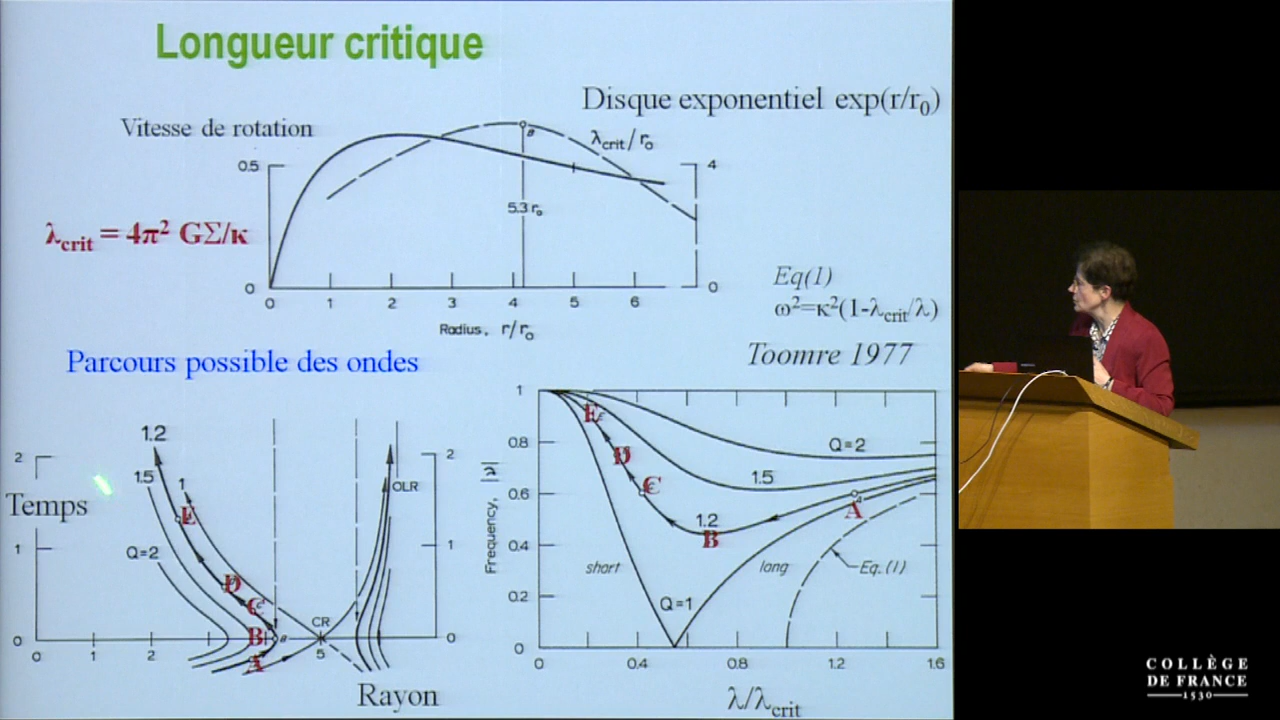 Longueur critique
Disque exponentiel exp(r/r₀)
Vitesse de rotation
λcrit/r₀
0.5
4
5.3 r₀
λcrit = 4π² GΣ/κ
0
0
0 1 2 3 4 5 6
Radius, r/r₀
Eq(1)
ω²=κ²(1-λcrit/λ)
Toomre 1977
Parcours possible des ondes
1.2
2
2
1.5
1
OLR
Temps
E
1
1
Q=2
D
C
CR
B
0
0
A
0 1 2 5
Rayon
1
E
Q=2
0.8
D
C
1.5
0.6
A
1.2
B
Frequency, |ν|
0.4
short
long
Eq.(1)
0.2
Q=1
0
0 0.4 0.8 1.2 1.6
λ/λcrit
COLLÈGE
DE FRANCE
1530